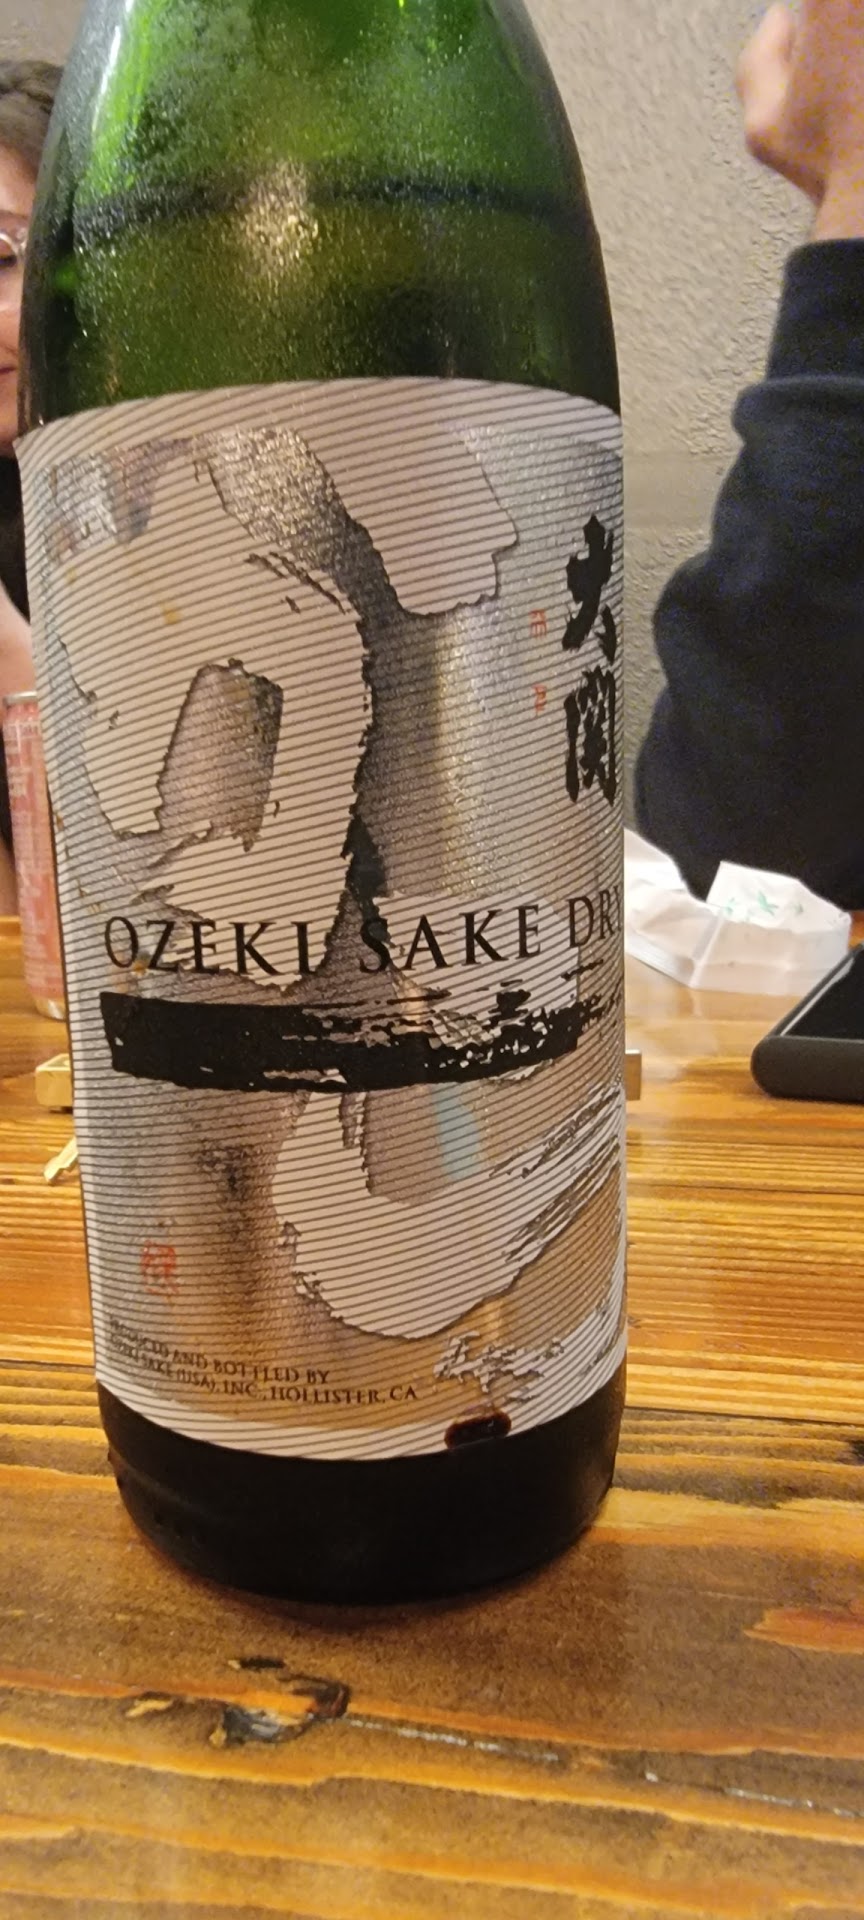 大関
OZEKI SAKE DRY
PRODUCED AND BOTTLED BY
OZEKI SAKE (USA), INC., HOLLISTER, CA